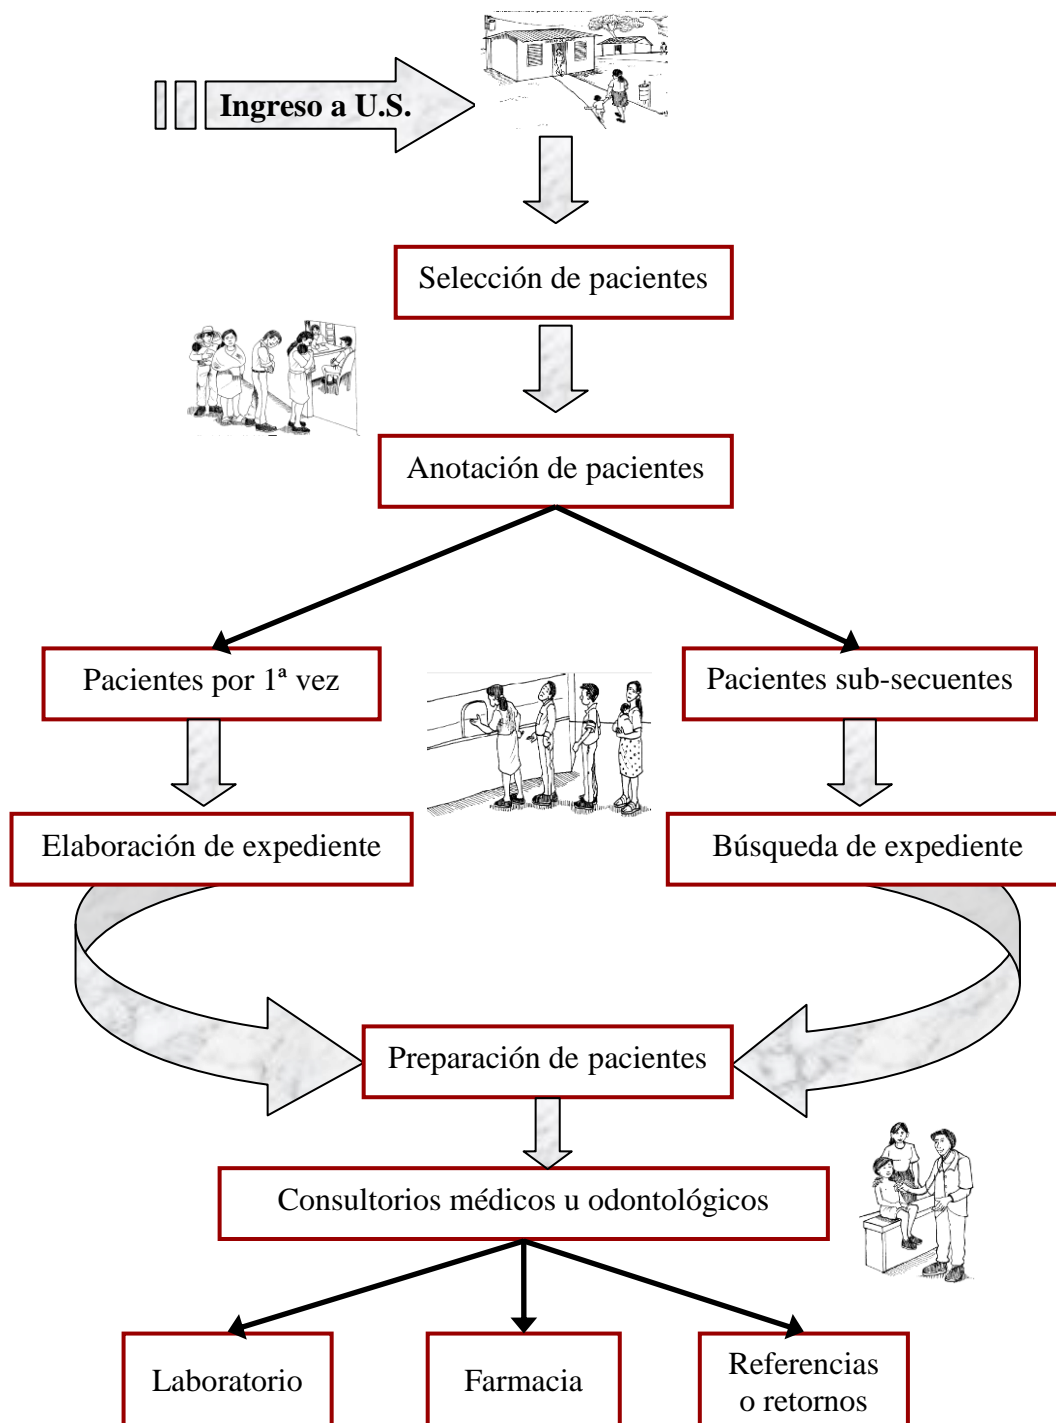 Ingreso a U.S.
Selección de pacientes
Anotación de pacientes
Pacientes por 1ª vez
Pacientes sub-secuentes
Elaboración de expediente
Búsqueda de expediente
Preparación de pacientes
Consultorios médicos u odontológicos
Laboratorio
Farmacia
Referencias
o retornos